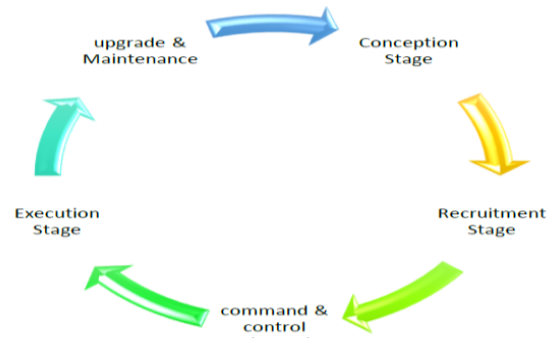 upgrade &
Maintenance
Conception
Stage
Recruitment
Stage
command &
control
Execution
Stage